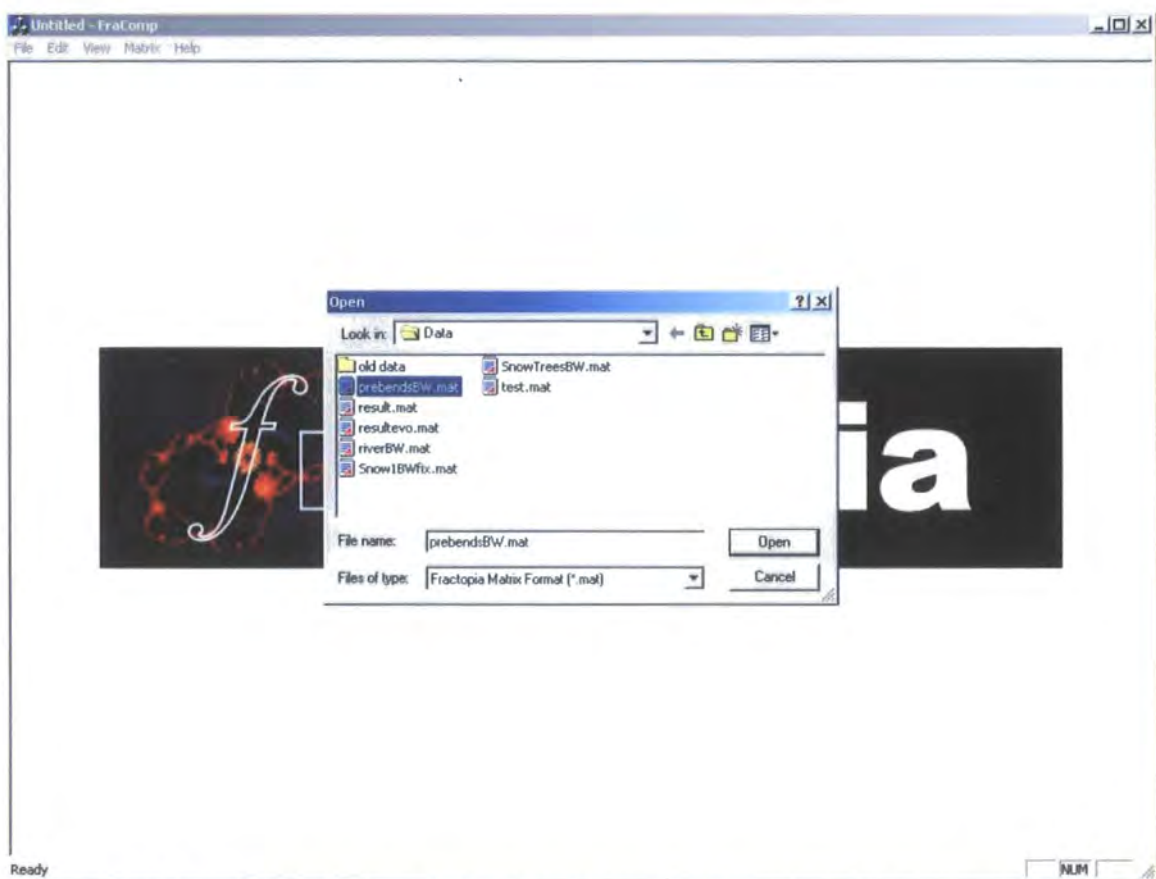 Untitled - FraComp
File Edit View Matrix Help
Open
Look in: Data
old data
prebendsBW.mat
result.mat
resultevo.mat
riverBW.mat
Snow1BWfix.mat
SnowTreesBW.mat
test.mat
f ia
File name: prebendsBW.mat Open
Files of type: Fractopia Matrix Format (*.mat) Cancel
Ready NUM